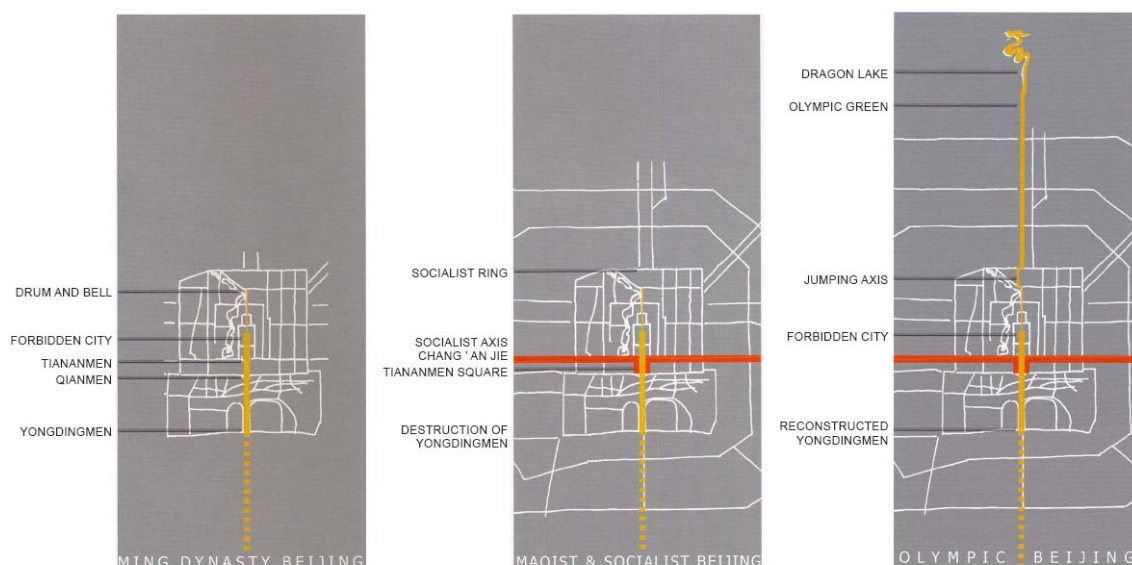 DRUM AND BELL
FORBIDDEN CITY
TIANANMEN
QIANMEN
YONGDINGMEN
MING DYNASTY BEIJING
SOCIALIST RING
SOCIALIST AXIS
CHANG ' AN JIE
TIANANMEN SQUARE
DESTRUCTION OF
YONGDINGMEN
MAOIST & SOCIALIST BEIJING
DRAGON LAKE
OLYMPIC GREEN
JUMPING AXIS
FORBIDDEN CITY
RECONSTRUCTED
YONGDINGMEN
OLYMPIC BEIJING